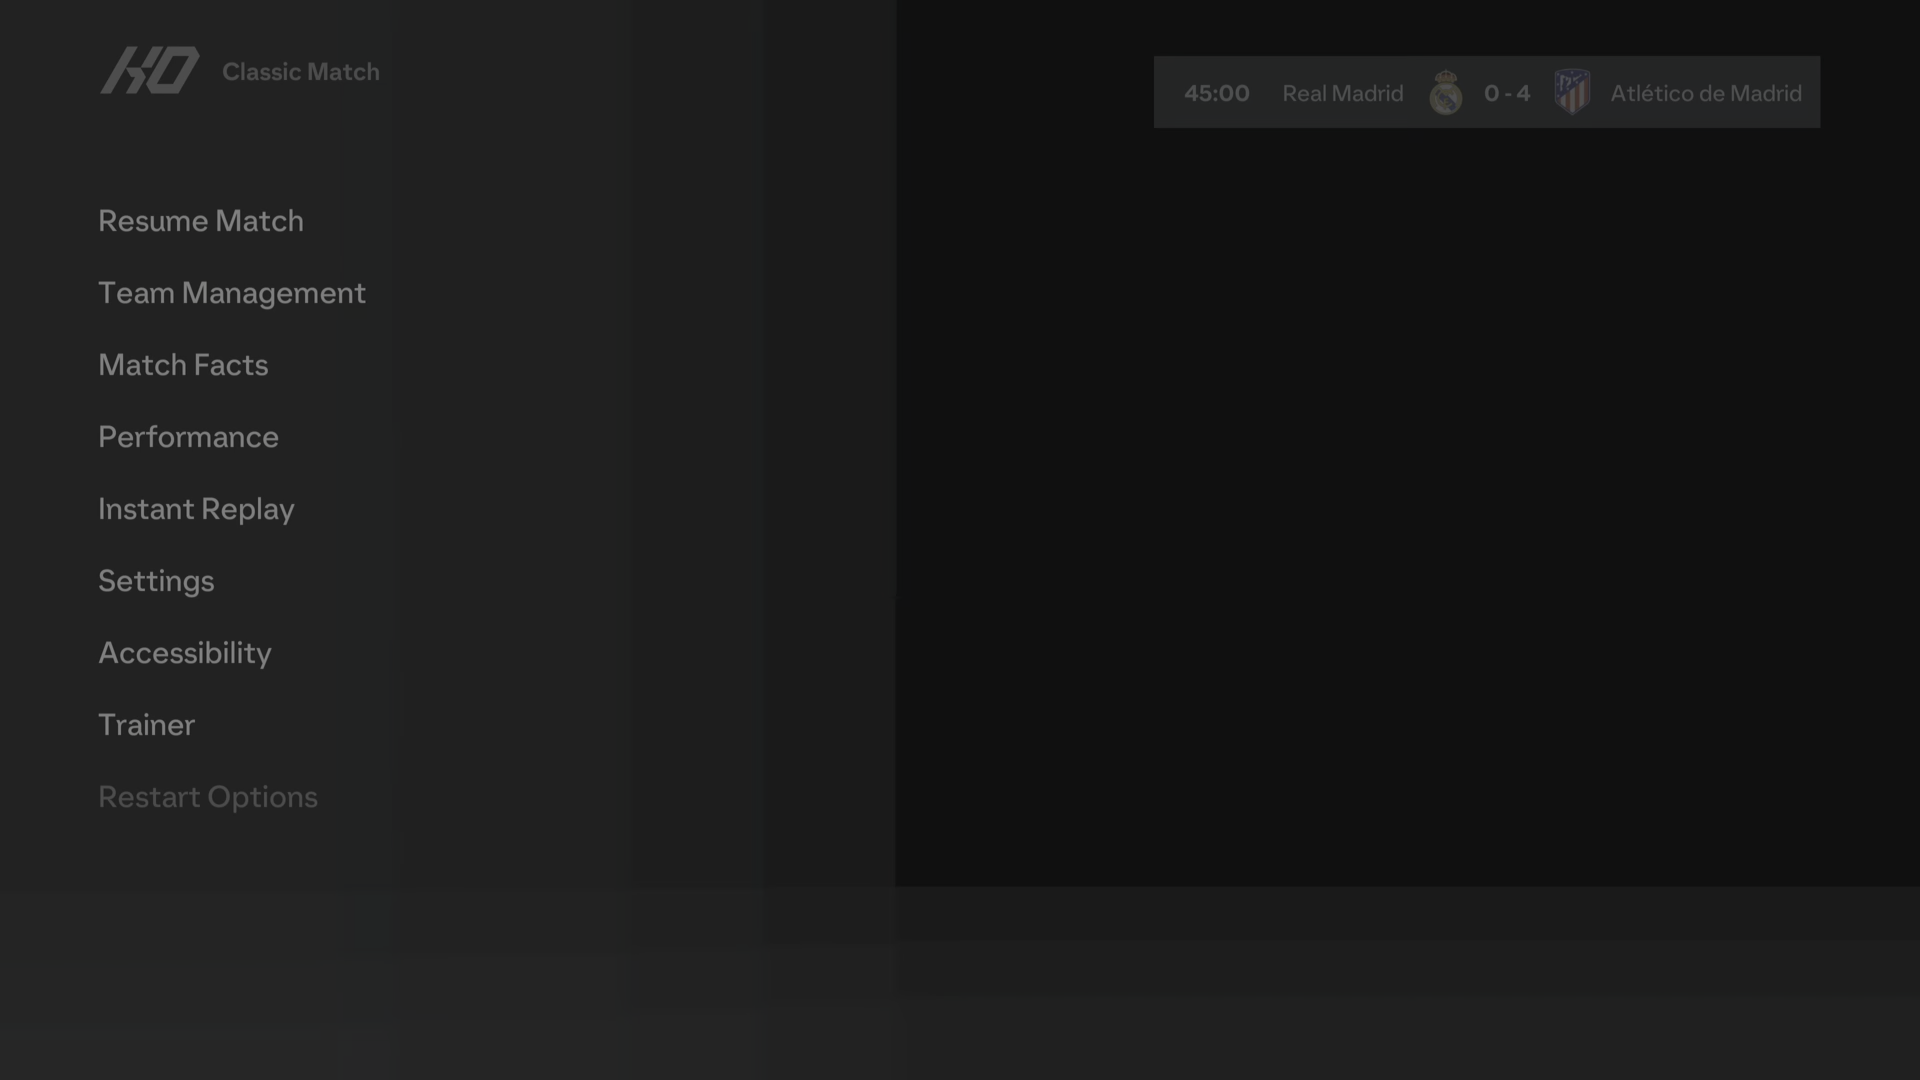 KO Classic Match
45:00 Real Madrid 0 - 4 Atlético de Madrid
Resume Match
Team Management
Match Facts
Performance
Instant Replay
Settings
Accessibility
Trainer
Restart Options